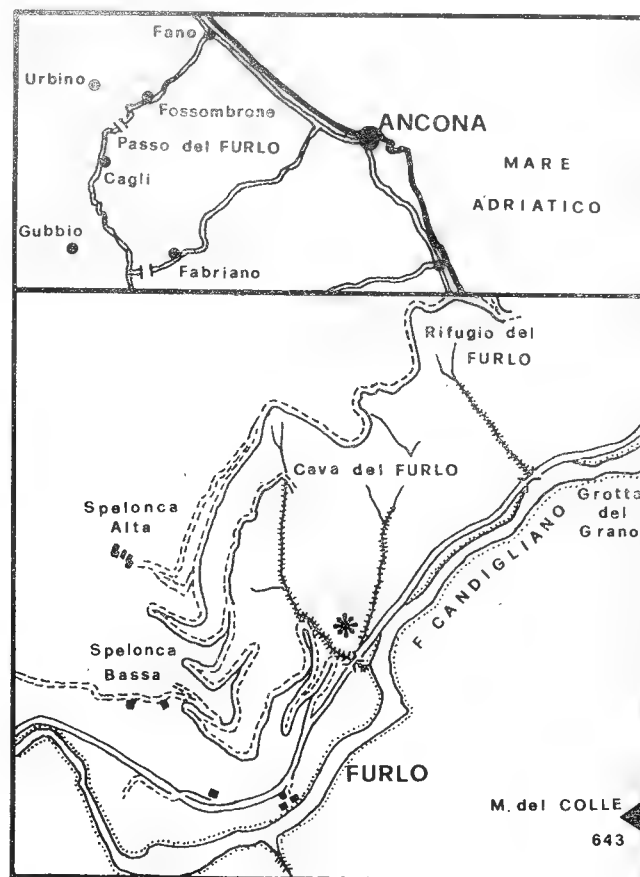 Fano
Urbino
Fossombrone
ANCONA
Passo del FURLO
MARE
Cagli
ADRIATICO
Gubbio
Fabriano
Rifugio del
FURLO
Cava del FURLO
Spelonca
Alta
Grotta
del
Grano
F CANDIGLIANO
Spelonca
Bassa
FURLO
M. del COLLE
643